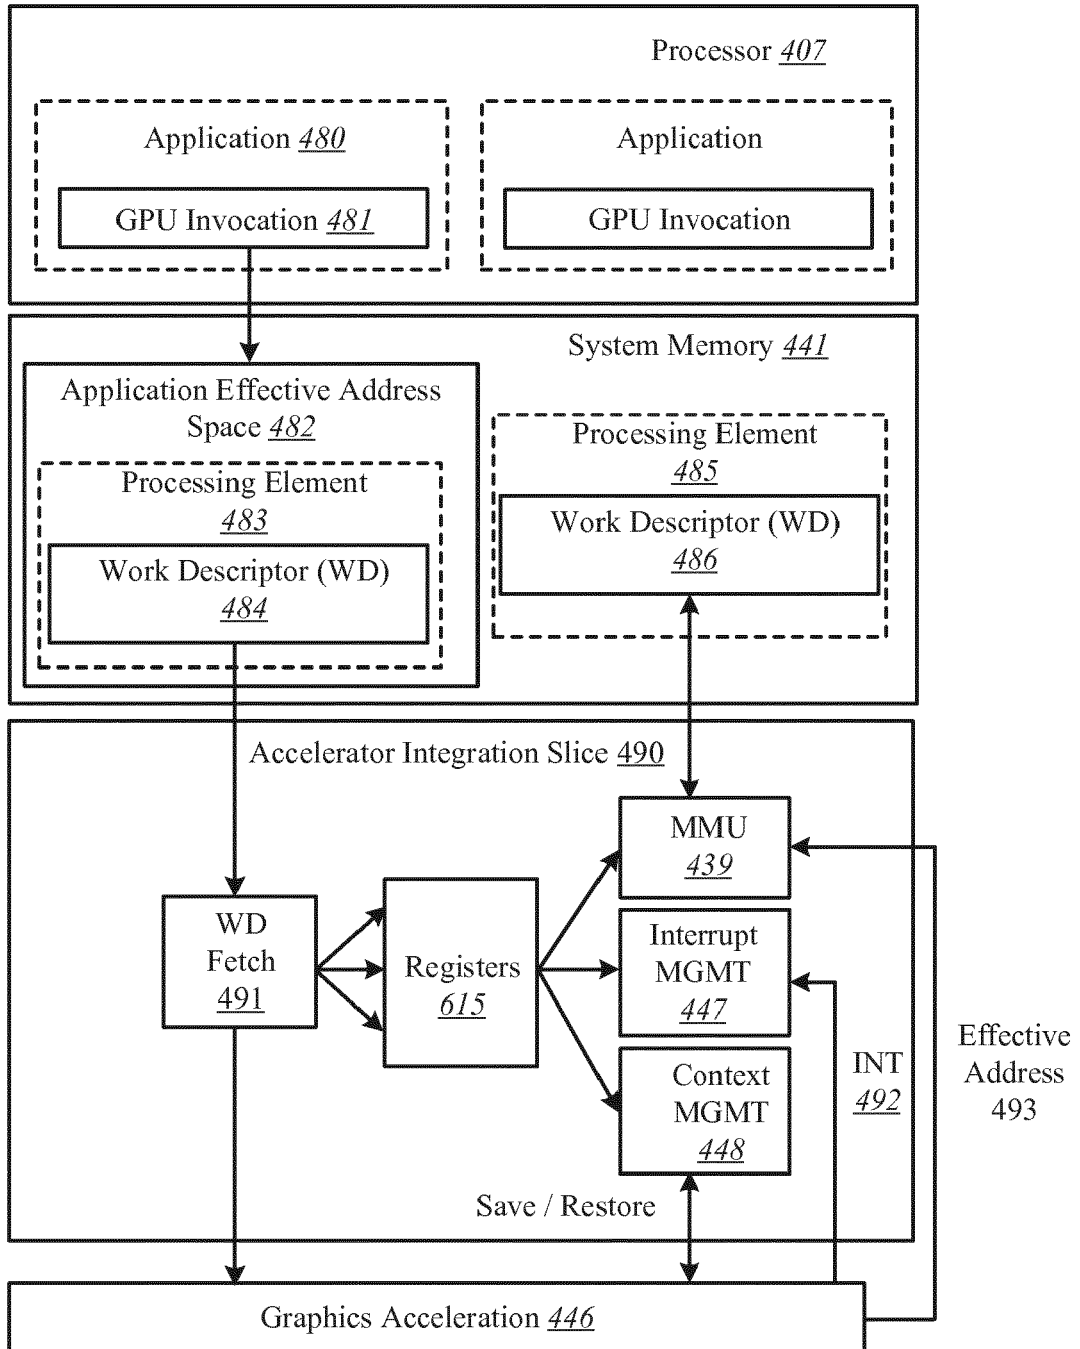 Processor 407
Application 480
Application
GPU Invocation 481
GPU Invocation
System Memory 441
Application Effective Address
Space 482
Processing Element
485
Processing Element
483
Work Descriptor (WD)
486
Work Descriptor (WD)
484
Accelerator Integration Slice 490
MMU
439
WD
Fetch
491
Registers
615
Interrupt
MGMT
447
Context
MGMT
448
INT
492
Effective
Address
493
Save / Restore
Graphics Acceleration 446